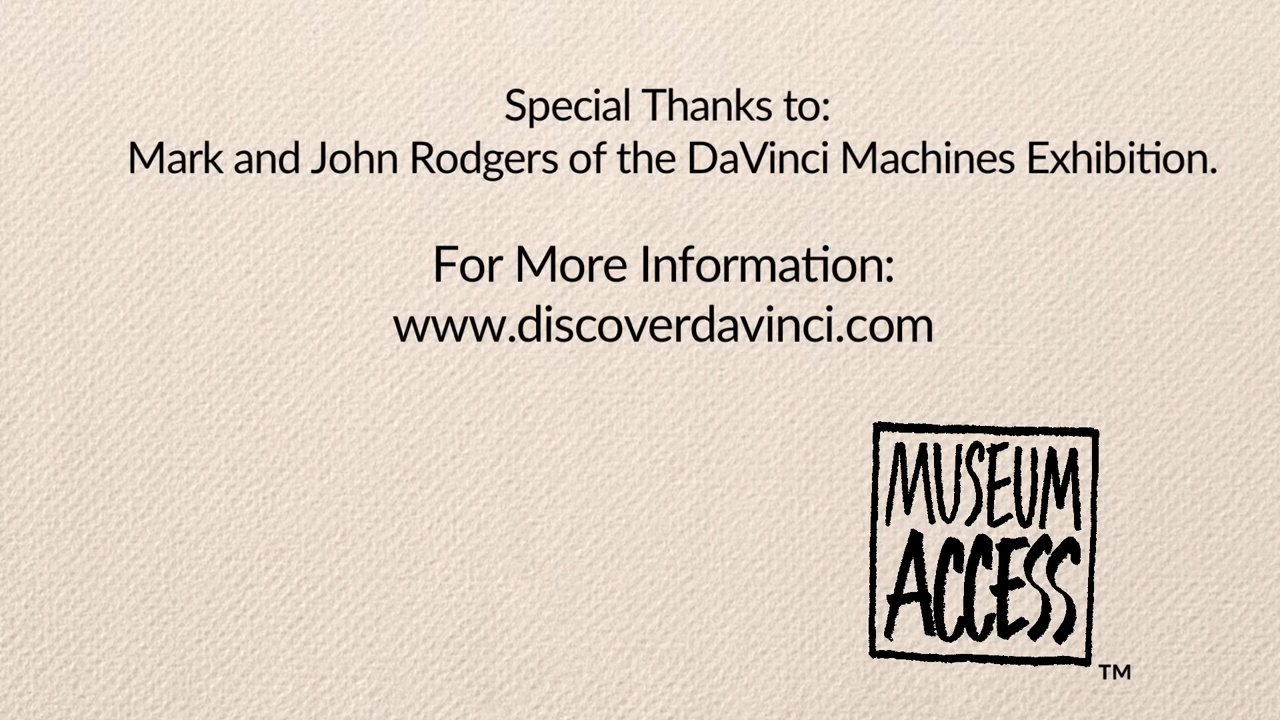 Special Thanks to:
Mark and John Rodgers of the DaVinci Machines Exhibition.
For More Information:
www.discoverdavinci.com
MUSEUM
ACCESS
TM